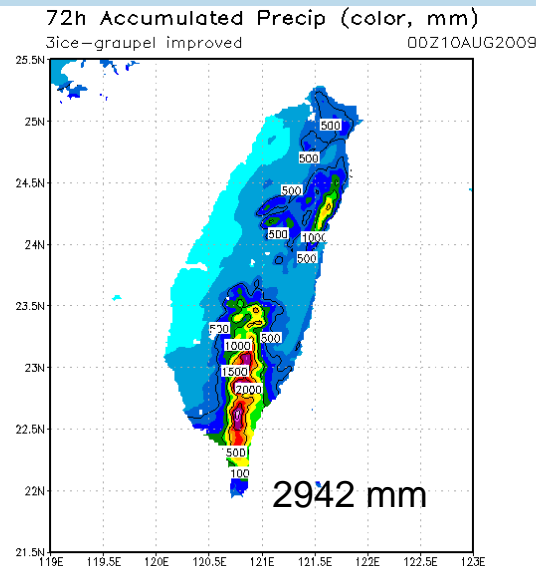 72h Accumulated Precip (color, mm)
3ice-graupel improved 00Z10AUG2009
25.5N
25N
24.5N
24N
23.5N
23N
22.5N
22N
21.5N
500
500
500
500
1000
500
500
500
1000
1500
2000
500
100
2942 mm
119E 119.5E 120E 120.5E 121E 121.5E 122E 122.5E 123E